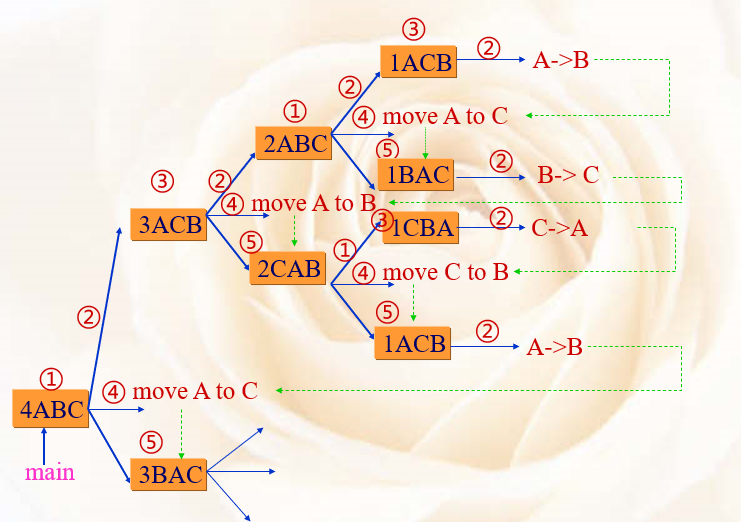 ③
1ACB ② A->B
②
① ④ move A to C
2ABC
⑤
1BAC ② B-> C
③ ②
④ move A to B
3ACB ③ 1CBA ② C->A
⑤ ①
2CAB ④ move C to B
⑤
② 1ACB ② A->B
① ④ move A to C
4ABC
⑤
3BAC
main